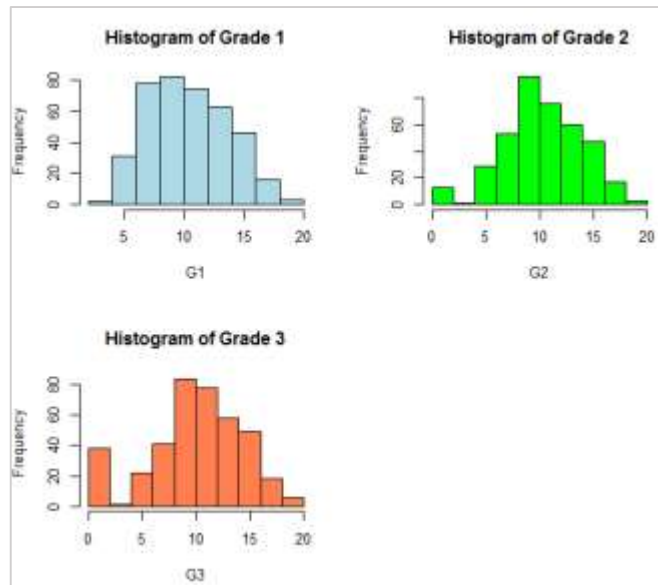 Histogram of Grade 1
Histogram of Grade 2
Frequency
0 20 40 60 80
5 10 15 20
G1
Frequency
0 20 60
0 5 10 15 20
G2
Histogram of Grade 3
Frequency
0 20 40 60 80
0 5 10 15 20
G3